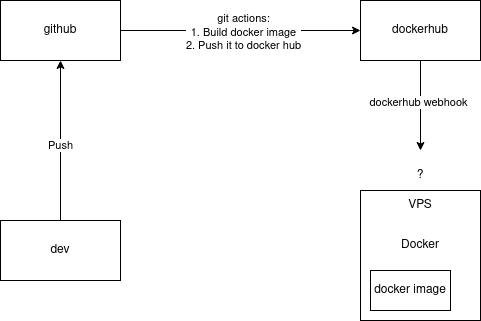 github
git actions:
1. Build docker image
2. Push it to docker hub
dockerhub
dockerhub webhook
Push
?
VPS
dev
Docker
docker image